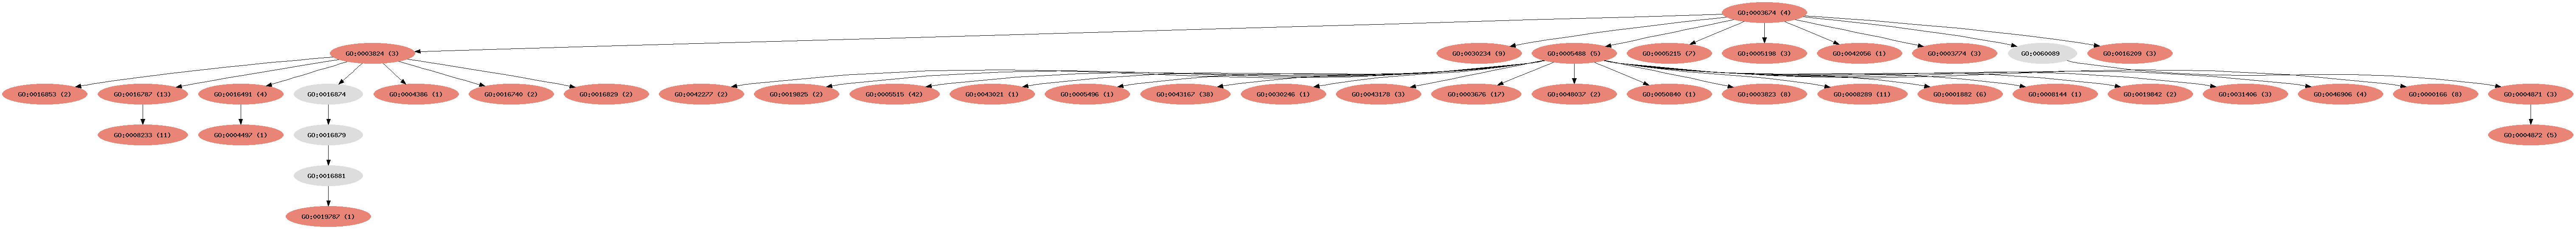 GO:0003674 (4)
GO:0003824 (3)
GO:0030234 (9)
GO:0005488 (5)
GO:0005215 (7)
GO:0005198 (3)
GO:0042056 (1)
GO:0003774 (3)
GO:0060089
GO:0016209 (3)
GO:0016853 (2)
GO:0016787 (13)
GO:0016491 (4)
GO:0016874
GO:0004386 (1)
GO:0016740 (2)
GO:0016829 (2)
GO:0042277 (2)
GO:0019825 (2)
GO:0005515 (42)
GO:0043021 (1)
GO:0005496 (1)
GO:0043167 (38)
GO:0030246 (1)
GO:0043178 (3)
GO:0003676 (17)
GO:0048037 (2)
GO:0050840 (1)
GO:0003823 (8)
GO:0008289 (11)
GO:0001882 (6)
GO:0008144 (1)
GO:0019842 (2)
GO:0031406 (3)
GO:0046906 (4)
GO:0000166 (8)
GO:0004871 (3)
GO:0008233 (11)
GO:0004497 (1)
GO:0016879
GO:0004872 (5)
GO:0016881
GO:0019787 (1)